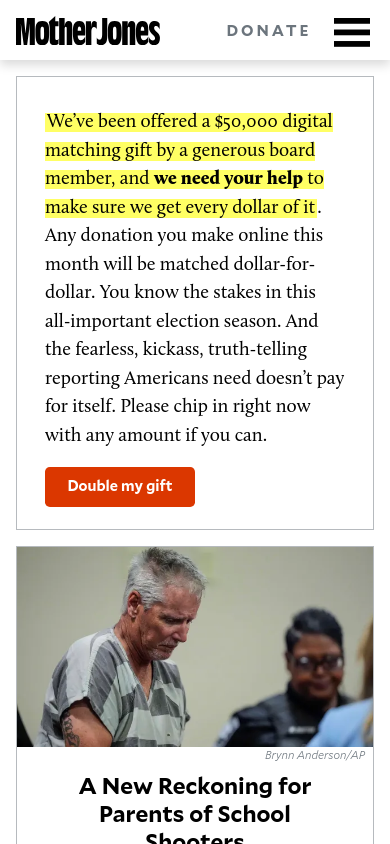 Mother Jones
DONATE
We’ve been offered a $50,000 digital
matching gift by a generous board
member, and we need your help to
make sure we get every dollar of it.
Any donation you make online this
month will be matched dollar-for-
dollar. You know the stakes in this
all-important election season. And
the fearless, kickass, truth-telling
reporting Americans need doesn’t pay
for itself. Please chip in right now
with any amount if you can.
Double my gift
Brynn Anderson/AP
A New Reckoning for
Parents of School
Shooters